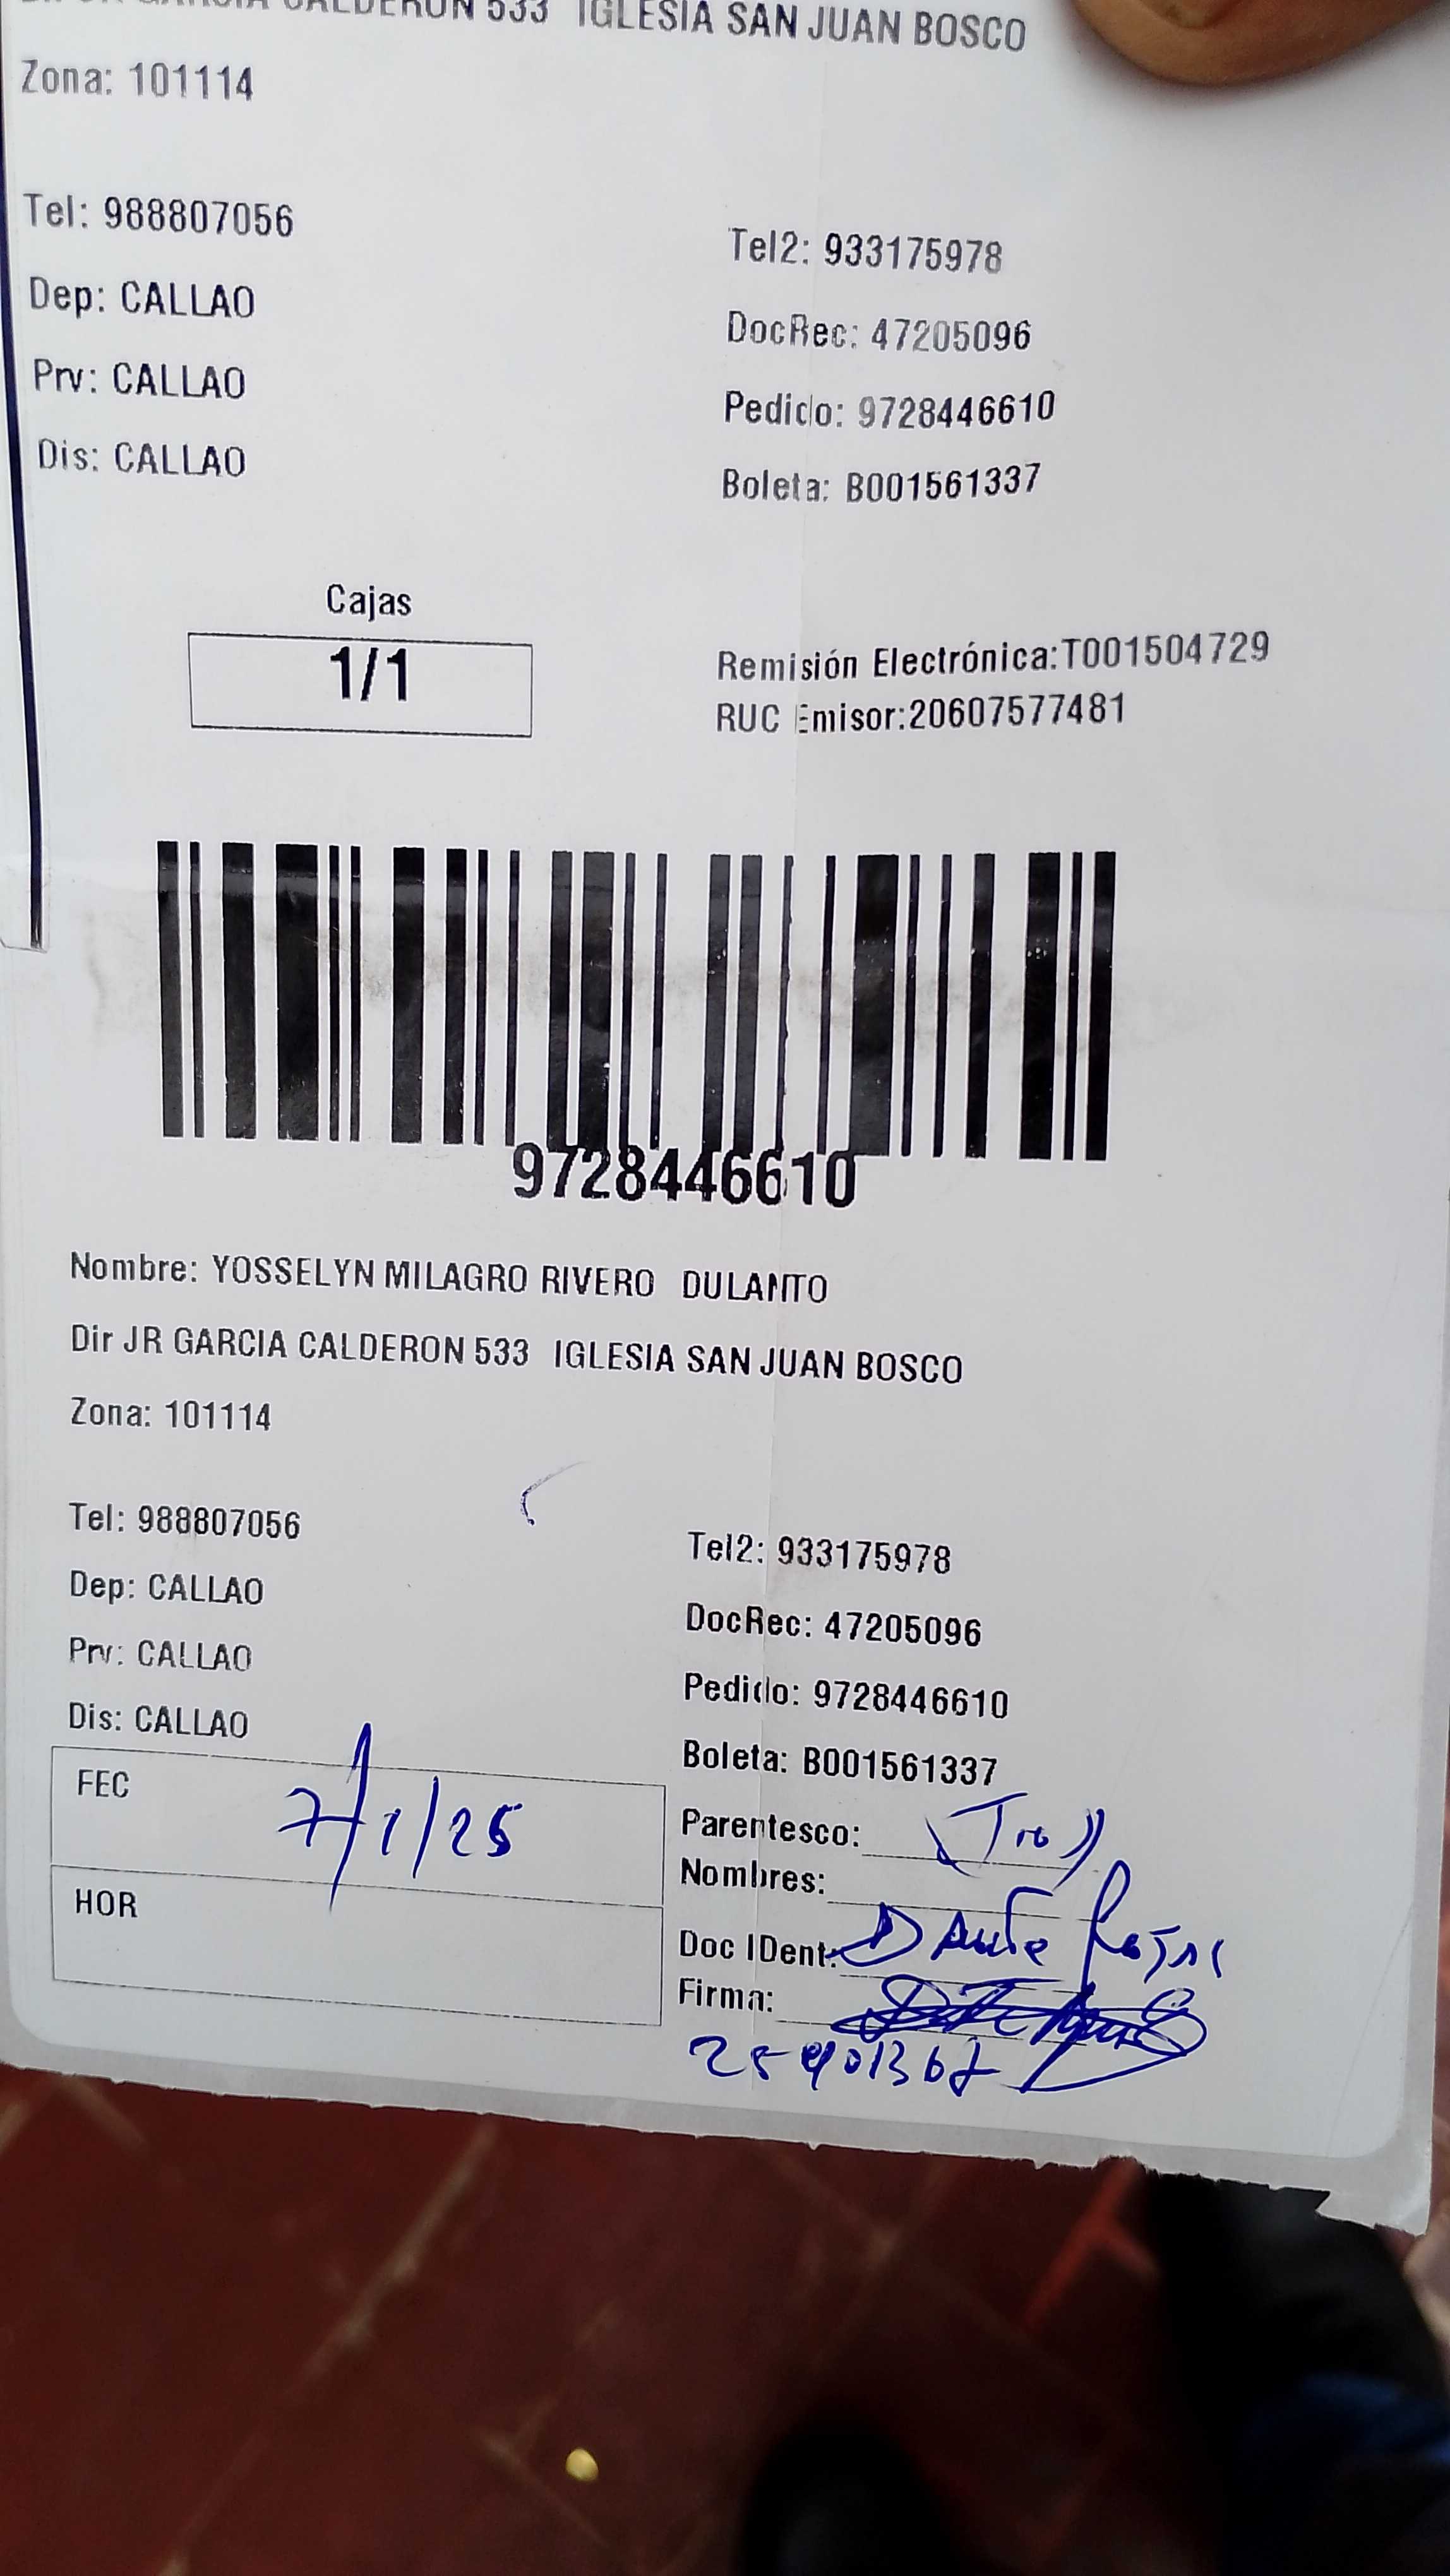 GARCIA CALDERON 533 IGLESIA SAN JUAN BOSCO
Zona: 101114
Tel: 988807056
Tel2: 933175978
Dep: CALLAO
DocRec: 47205096
Prv: CALLAO
Pedido: 9728446610
Dis: CALLAO
Boleta: B001561337
Cajas
1/1
Remisión Electrónica:T001504729
RUC Emisor:20607577481
9728446610
Nombre: YOSSELYN MILAGRO RIVERO DULANTO
Dir JR GARCIA CALDERON 533 IGLESIA SAN JUAN BOSCO
Zona: 101114
Tel: 988807056
Tel2: 933175978
Dep: CALLAO
DocRec: 47205096
Prv: CALLAO
Pedido: 9728446610
Dis: CALLAO
Boleta: B001561337
FEC 7/1/25
HOR
Parentesco:
Nombres:
Doc IDent: Dante
Firma: